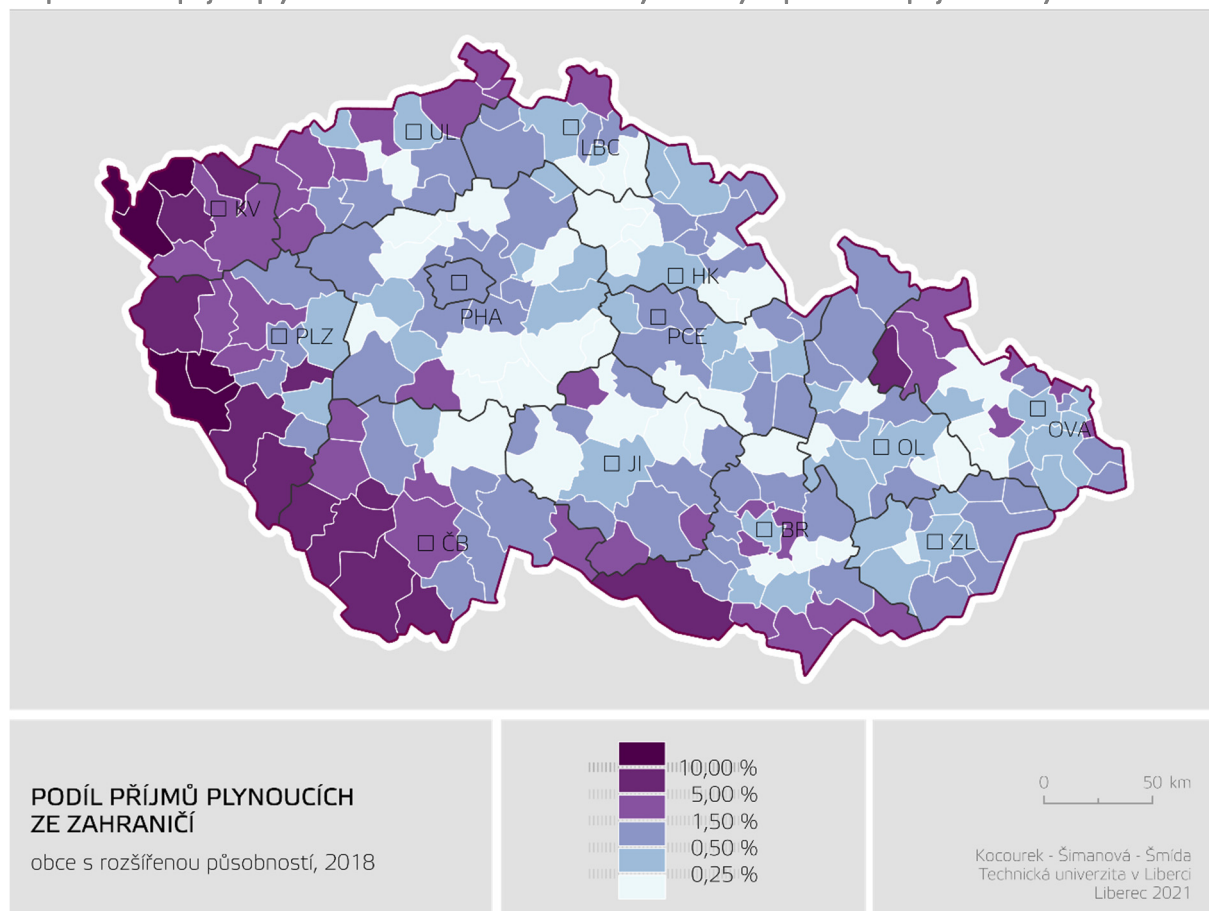 UL
LBC
KV
HK
PHA
PCE
PLZ
OVA
OL
JI
BR
ZL
ČB
PODÍL PŘÍJMŮ PLYNOUCÍCH
ZE ZAHRANIČÍ
obce s rozšířenou působností, 2018
10,00 %
5,00 %
1,50 %
0,50 %
0,25 %
0 50 km
Kocourek - Šimanová - Šmída
Technická univerzita v Liberci
Liberec 2021